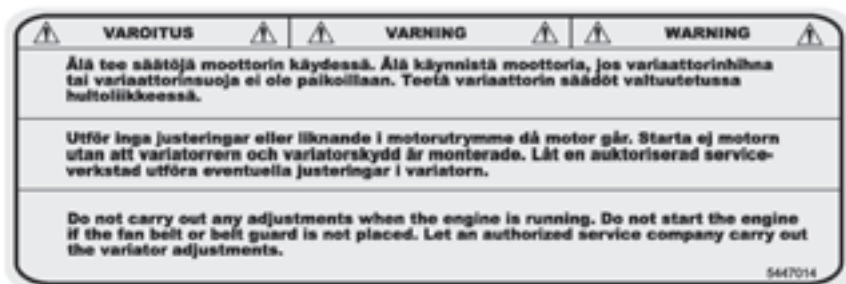 VAROITUS VARNING WARNING
Älä tee säätöjä moottorin käydessä. Älä käynnistä moottoria, jos variaattorinhihna
tai variaattorinsuoja ei ole paikoillaan. Teetä variaattorin säädöt valtuutetussa
hultoliikkeessä.
Utför inga justeringar eller liknande i motorutrymme då motor går. Starta ej motorn
utan att variatorrern och variatorskydd är monterade. Låt en auktoriserad service-
verkstad utföra eventuella justeringar i variatorn.
Do not carry out any adjustments when the engine is running. Do not start the engine
if the fan belt or belt guard is not placed. Let an authorized service company carry out
the variator adjustments.
5447014